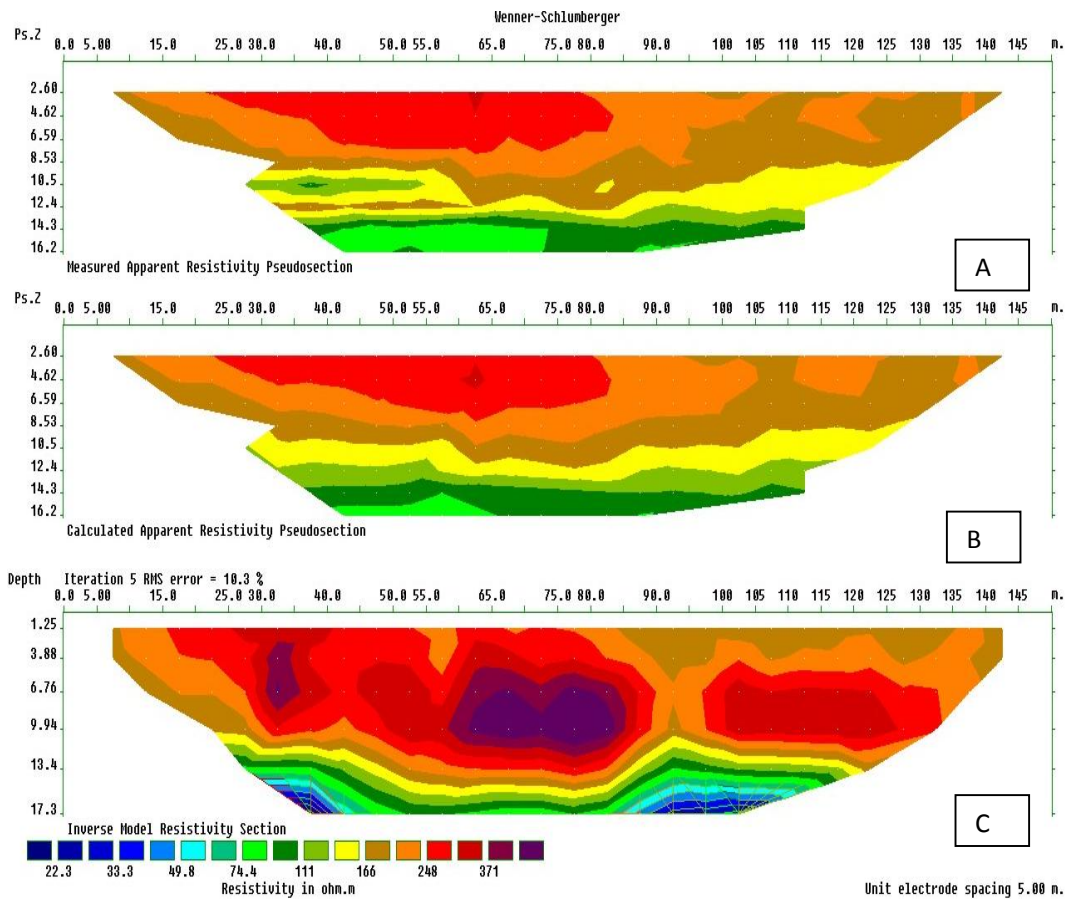 Wenner-Schlumberger
Ps.Z 0.0 5.00 15.0 25.0 30.0 40.0 50.0 55.0 65.0 75.0 80.0 90.0 100 105 115 120 130 135 145 m.
2.60
4.62
6.59
8.53
10.5
12.4
14.3
16.2
A
Measured Apparent Resistivity Pseudosection
Ps.Z 0.0 5.00 15.0 25.0 30.0 40.0 50.0 55.0 65.0 75.0 80.0 90.0 100 105 115 120 130 135 145 m.
2.60
4.62
6.59
8.53
10.5
12.4
14.3
16.2
B
Calculated Apparent Resistivity Pseudosection
Depth Iteration 5 RMS error = 10.3 %
0.0 5.00 15.0 25.0 30.0 40.0 50.0 55.0 65.0 75.0 80.0 90.0 100 105 115 120 130 135 145 m.
1.25
3.88
6.76
9.94
13.4
17.3
C
Inverse Model Resistivity Section
22.3 33.3 49.8 74.4 111 166 248 371
Resistivity in ohm.m
Unit electrode spacing 5.00 m.